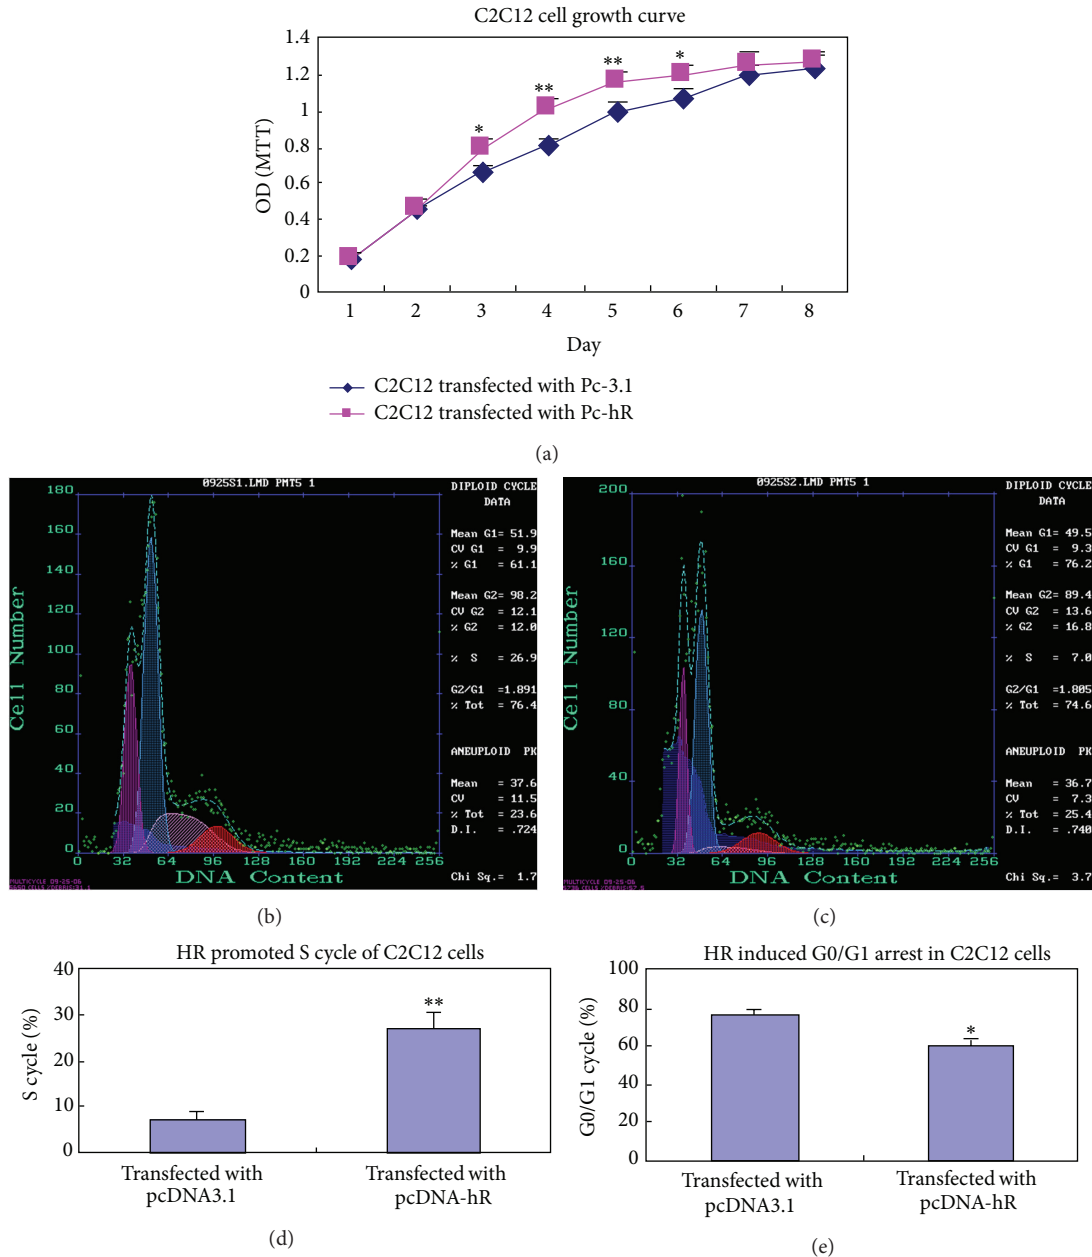 C2C12 cell growth curve
1.4
1.2
1
0.8
0.6
0.4
0.2
0
OD (MTT)
*
**
**
*
1 2 3 4 5 6 7 8
Day
C2C12 transfected with Pc-3.1
C2C12 transfected with Pc-hR
(a)
0925S1.LMD PMT5 1
180
160
140
120
100
80
60
40
20
0
Cell Number
0 32 64 96 128 160 192 224 256
DNA Content
DIPLOID CYCLE
DATA
Mean G1= 51.9
CV G1 = 9.9
% G1 = 61.1
Mean G2= 98.2
CV G2 = 12.1
% G2 = 12.0
% S = 26.9
G2/G1 =1.891
% Tot = 76.4
ANEUPLOID PK
Mean = 37.6
CV = 11.5
% Tot = 23.6
D.I. = .724
Chi Sq.= 1.7
MULTICYCLE 09-25-06
(b)
0925S2.LMD PMT5 1
200
160
120
80
40
0
Cell Number
0 32 64 96 128 160 192 224 256
DNA Content
DIPLOID CYCLE
DATA
Mean G1= 49.5
CV G1 = 9.3
% G1 = 76.2
Mean G2= 89.4
CV G2 = 13.6
% G2 = 16.8
% S = 7.0
G2/G1 =1.805
% Tot = 74.6
ANEUPLOID PK
Mean = 36.7
CV = 7.3
% Tot = 25.4
D.I. = .740
Chi Sq.= 3.7
MULTICYCLE 09-25-06
(c)
HR promoted S cycle of C2C12 cells
40
30
20
10
0
S cycle (%)
**
Transfected with
pcDNA3.1
Transfected with
pcDNA-hR
(d)
HR induced G0/G1 arrest in C2C12 cells
100
80
60
40
20
0
G0/G1 cycle (%)
*
Transfected with
pcDNA3.1
Transfected with
pcDNA-hR
(e)